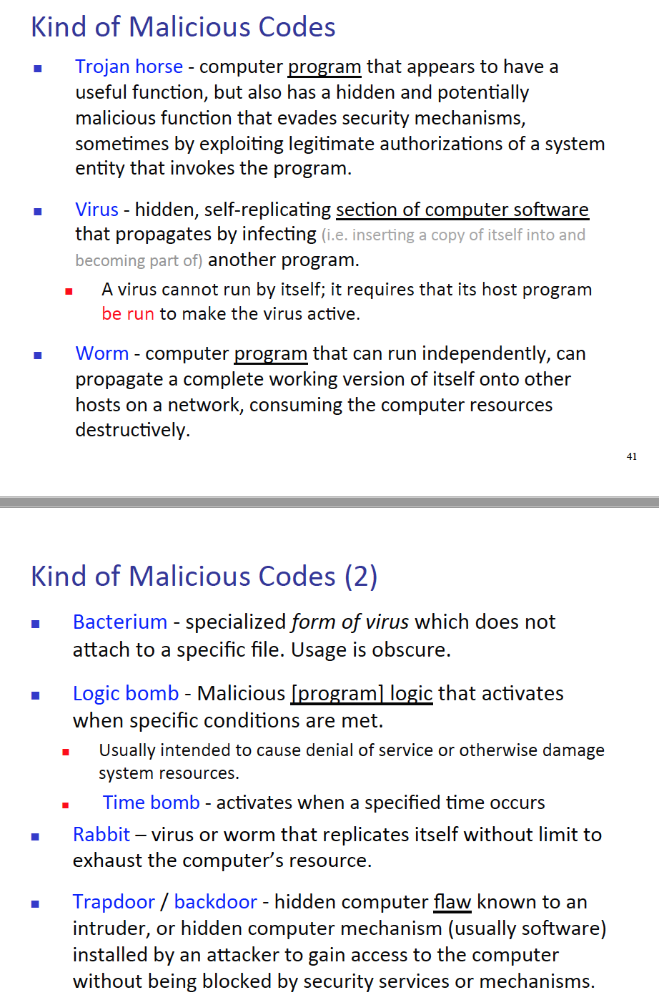 Kind of Malicious Codes
■ Trojan horse - computer program that appears to have a
useful function, but also has a hidden and potentially
malicious function that evades security mechanisms,
sometimes by exploiting legitimate authorizations of a system
entity that invokes the program.
■ Virus - hidden, self-replicating section of computer software
that propagates by infecting (i.e. inserting a copy of itself into and
becoming part of) another program.
■ A virus cannot run by itself; it requires that its host program
be run to make the virus active.
■ Worm - computer program that can run independently, can
propagate a complete working version of itself onto other
hosts on a network, consuming the computer resources
destructively.
41
Kind of Malicious Codes (2)
■ Bacterium - specialized form of virus which does not
attach to a specific file. Usage is obscure.
■ Logic bomb - Malicious [program] logic that activates
when specific conditions are met.
■ Usually intended to cause denial of service or otherwise damage
system resources.
■ Time bomb - activates when a specified time occurs
■ Rabbit – virus or worm that replicates itself without limit to
exhaust the computer’s resource.
■ Trapdoor / backdoor - hidden computer flaw known to an
intruder, or hidden computer mechanism (usually software)
installed by an attacker to gain access to the computer
without being blocked by security services or mechanisms.